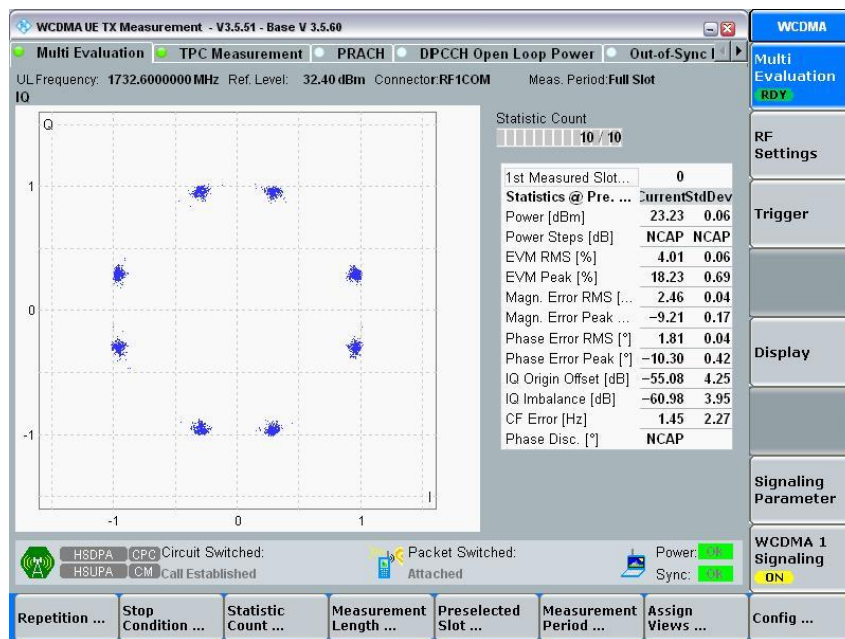 WCDMA UE TX Measurement - V3.5.51 - Base V 3.5.60
WCDMA
Multi Evaluation
TPC Measurement
PRACH
DPCCH Open Loop Power
Out-of-Sync
UL Frequency: 1732.6000000 MHz Ref. Level: 32.40 dBm Connector:RF1COM Meas. Period:Full Slot
IQ
Q
1
0
-1
-1 0 1
I
Statistic Count
10 / 10
1st Measured Slot... 0
Statistics @ Pre. ... Current StdDev
Power [dBm] 23.23 0.06
Power Steps [dB] NCAP NCAP
EVM RMS [%] 4.01 0.06
EVM Peak [%] 18.23 0.69
Magn. Error RMS [... 2.46 0.04
Magn. Error Peak ... −9.21 0.17
Phase Error RMS [°] 1.81 0.04
Phase Error Peak [°] −10.30 0.42
IQ Origin Offset [dB] −55.08 4.25
IQ Imbalance [dB] −60.98 3.95
CF Error [Hz] 1.45 2.27
Phase Disc. [°] NCAP
Multi
Evaluation
RDY
RF
Settings
Trigger
Display
Signaling
Parameter
WCDMA 1
Signaling
ON
HSDPA CPC Circuit Switched:
HSUPA CM Call Established
Packet Switched:
Attached
Power: Ok
Sync: Ok
Repetition ...
Stop
Condition ...
Statistic
Count ...
Measurement
Length ...
Preselected
Slot ...
Measurement
Period ...
Assign
Views ...
Config ...